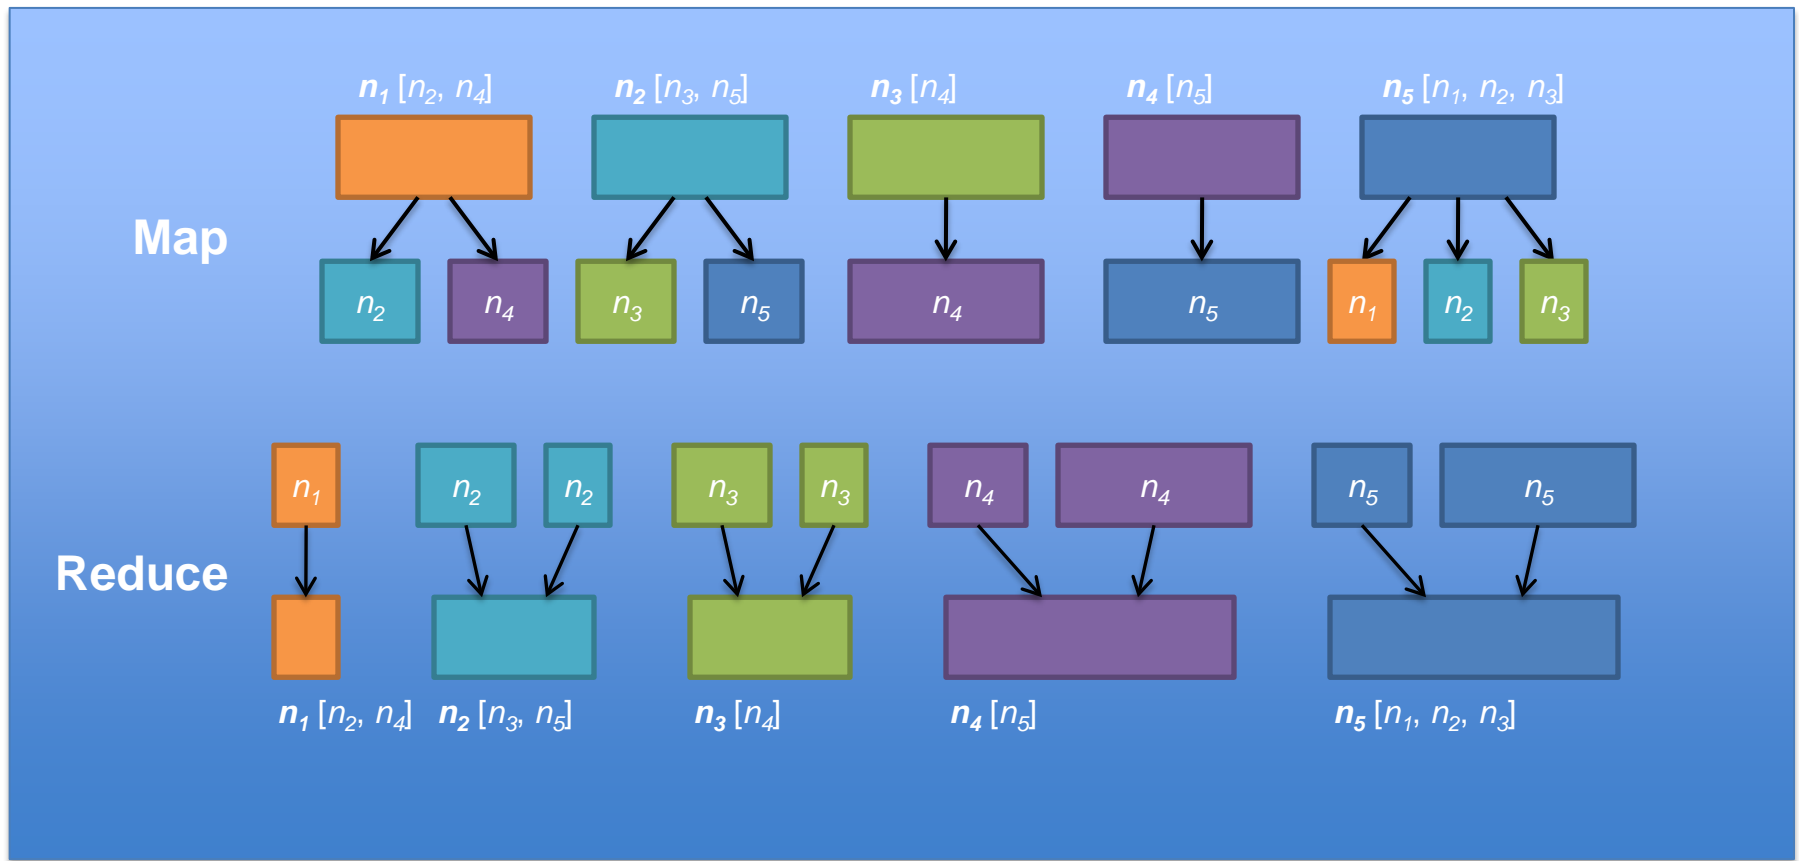 n1 [n2, n4] n2 [n3, n5] n3 [n4] n4 [n5] n5 [n1, n2, n3]
Map
n2 n4 n3 n5 n4 n5 n1 n2 n3
n1 n2 n2 n3 n3 n4 n4 n5 n5
Reduce
n1 [n2, n4] n2 [n3, n5] n3 [n4] n4 [n5] n5 [n1, n2, n3]